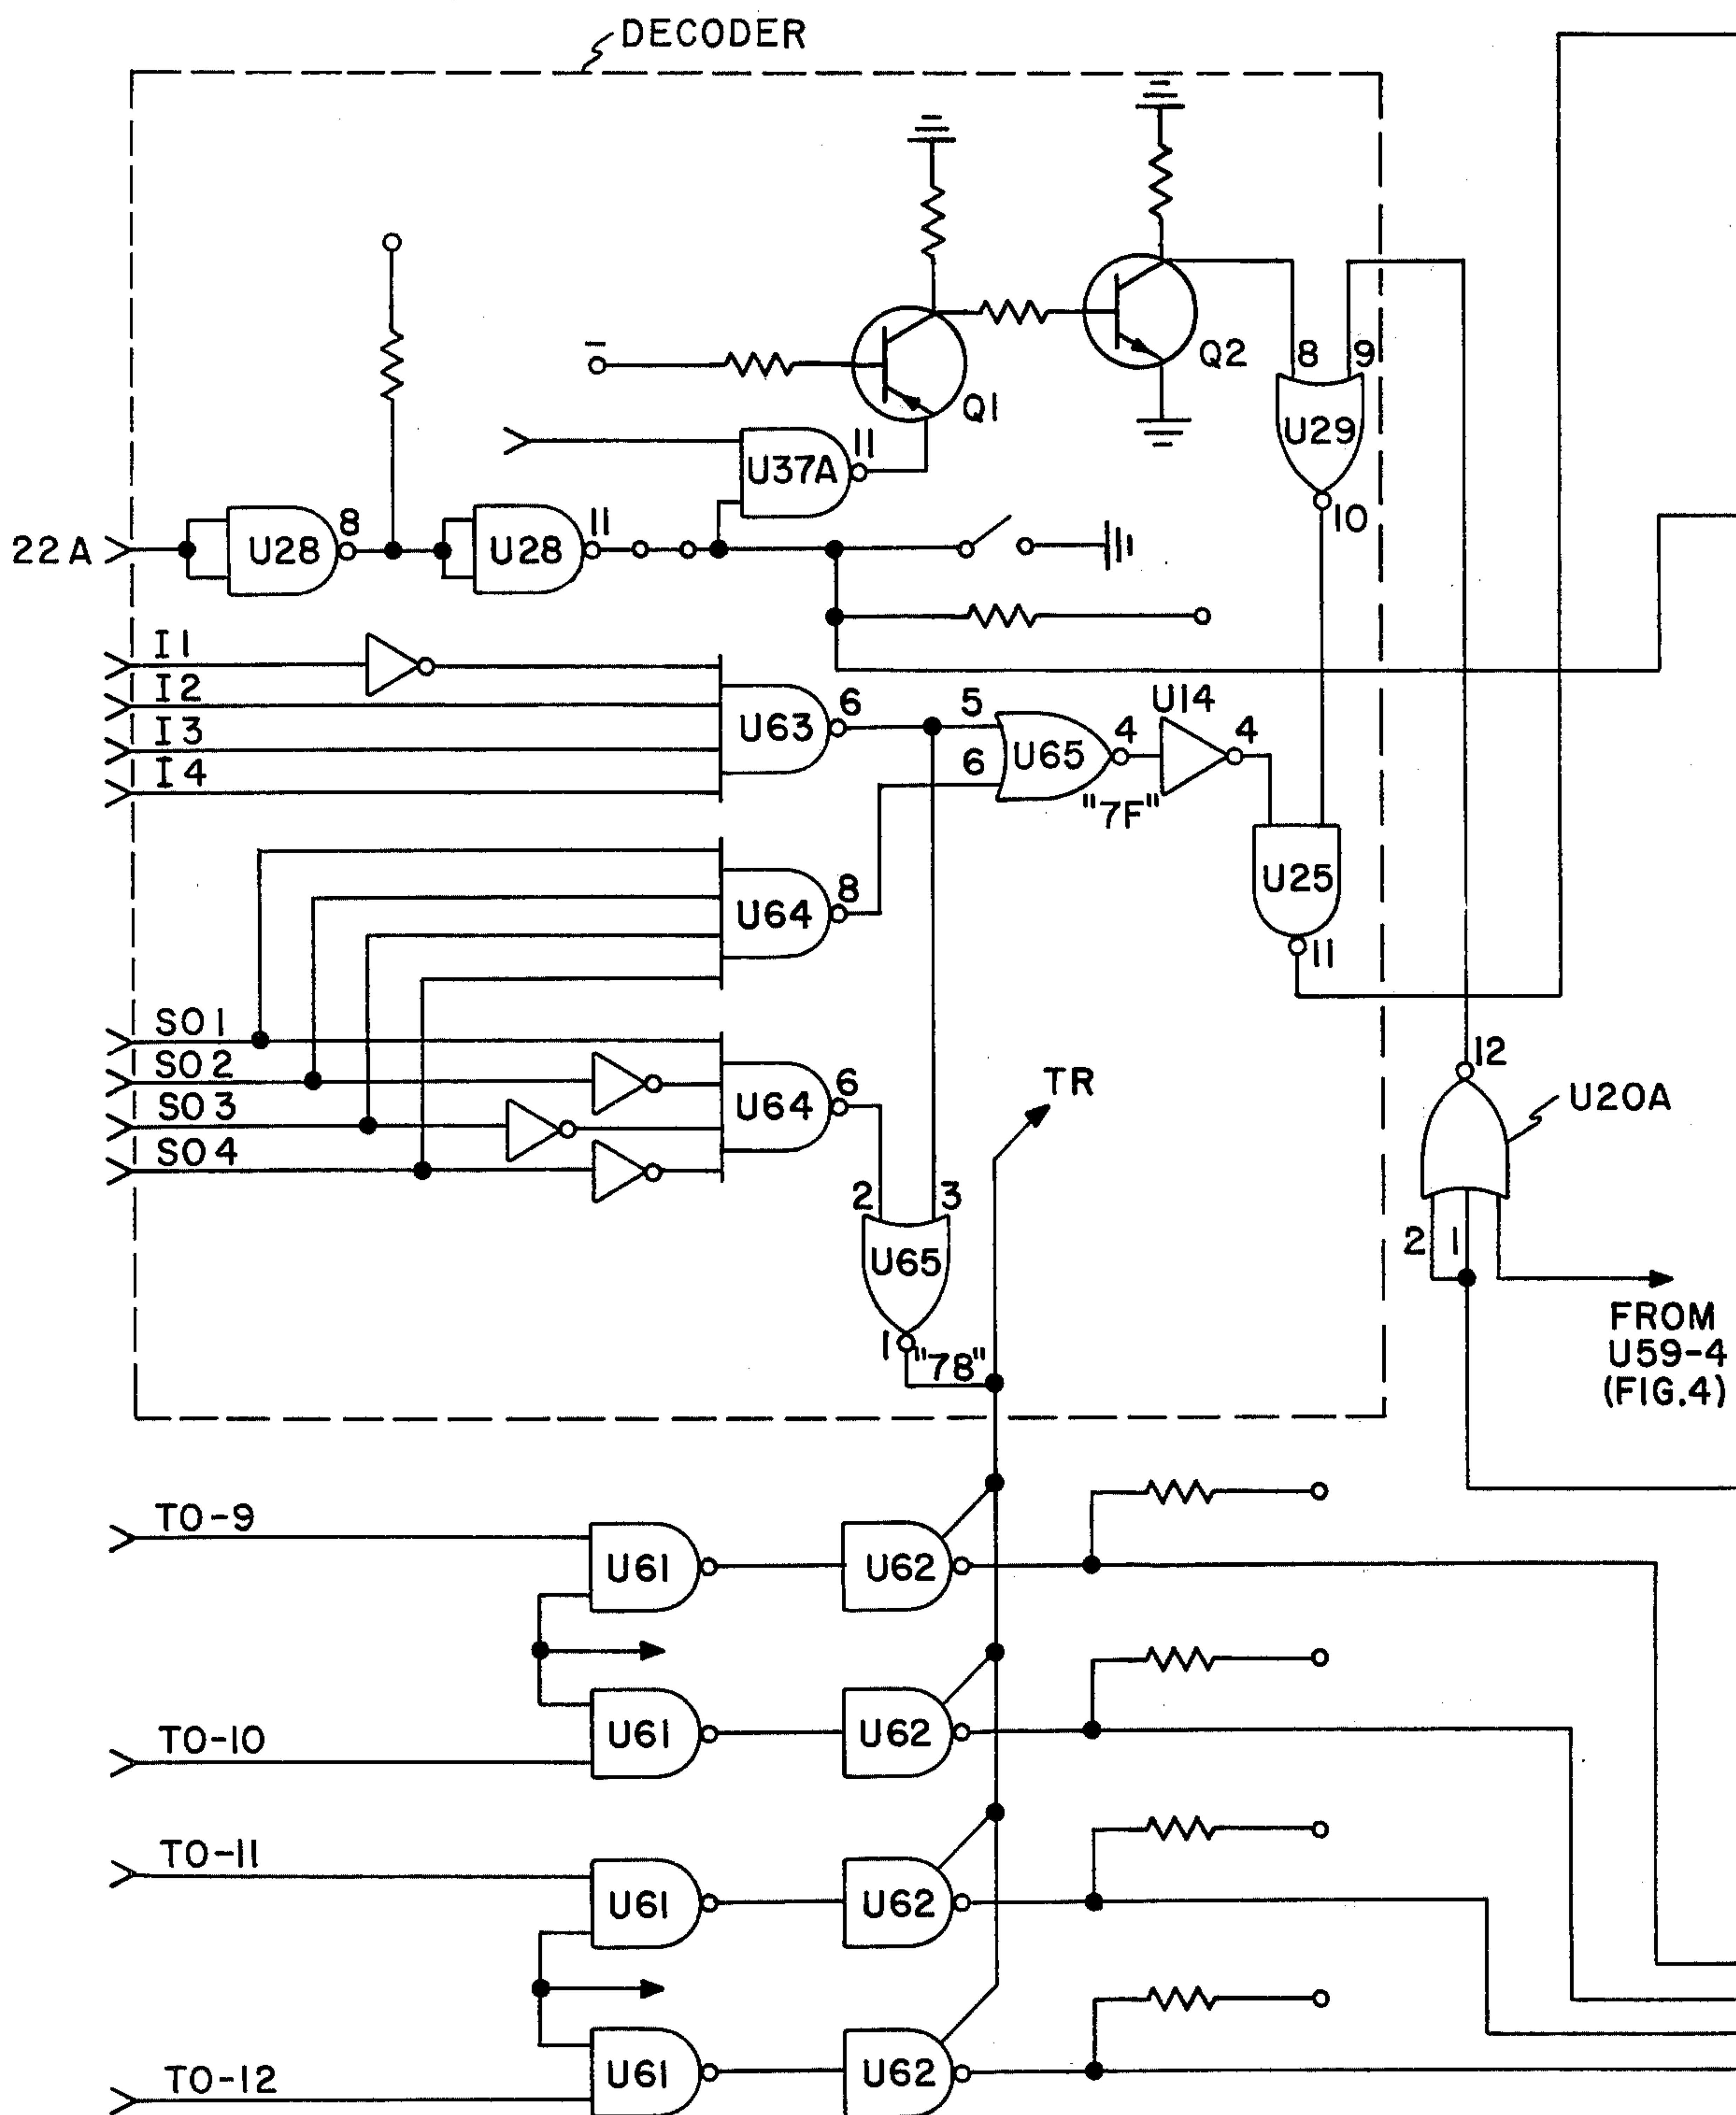 DECODER
Q1
Q2
8
9
U29
10
U37A
11
22A
U28
8
U28
11
I1
I2
I3
I4
U63
6
5
6
U65
4
"7F"
U14
4
U25
11
U64
8
SO1
SO2
SO3
SO4
U64
6
2
3
U65
1
"78"
TR
12
U20A
2
1
FROM
U59-4
(FIG.4)
TO-9
U61
U62
TO-10
U61
U62
TO-11
U61
U62
TO-12
U61
U62